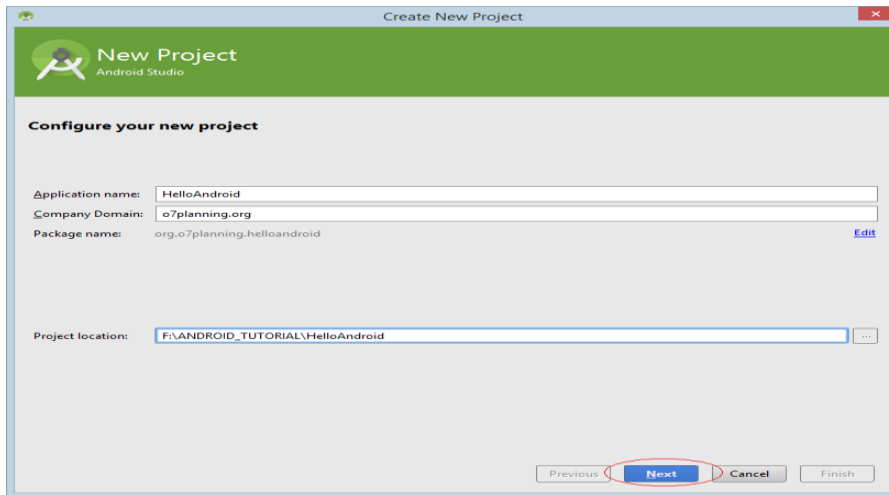 Create New Project
New Project
Android Studio
Configure your new project
Application name: HelloAndroid
Company Domain: o7planning.org
Package name: org.o7planning.helloandroid Edit
Project location: F:\ANDROID_TUTORIAL\HelloAndroid ...
Previous Next Cancel Finish